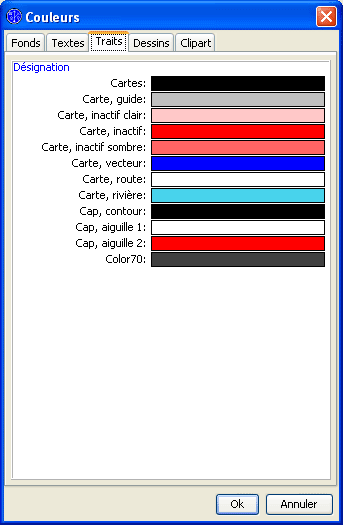 Couleurs
Fonds Textes Traits Dessins Clipart
Désignation
Cartes:
Carte, guide:
Carte, inactif clair:
Carte, inactif:
Carte, inactif sombre:
Carte, vecteur:
Carte, route:
Carte, rivière:
Cap, contour:
Cap, aiguille 1:
Cap, aiguille 2:
Color70:
Ok Annuler